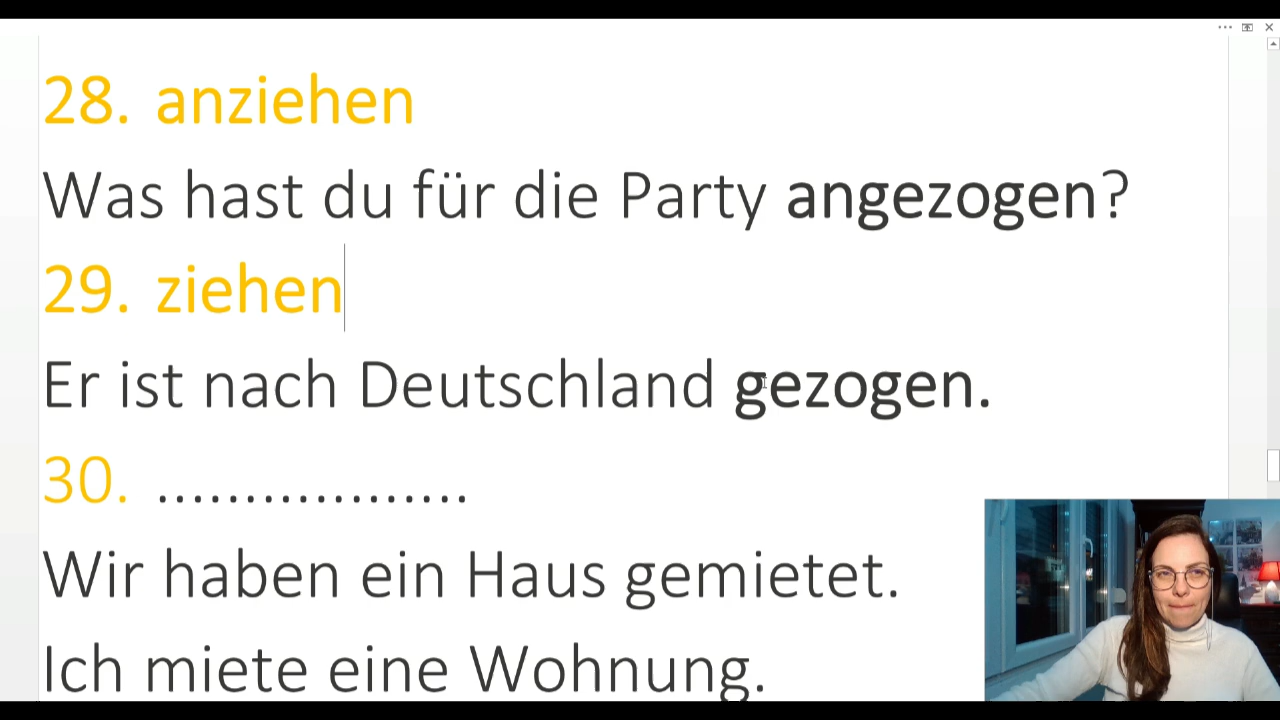 28. anziehen
Was hast du für die Party angezogen?
29. ziehen
Er ist nach Deutschland gezogen.
30. ..................
Wir haben ein Haus gemietet.
Ich miete eine Wohnung.